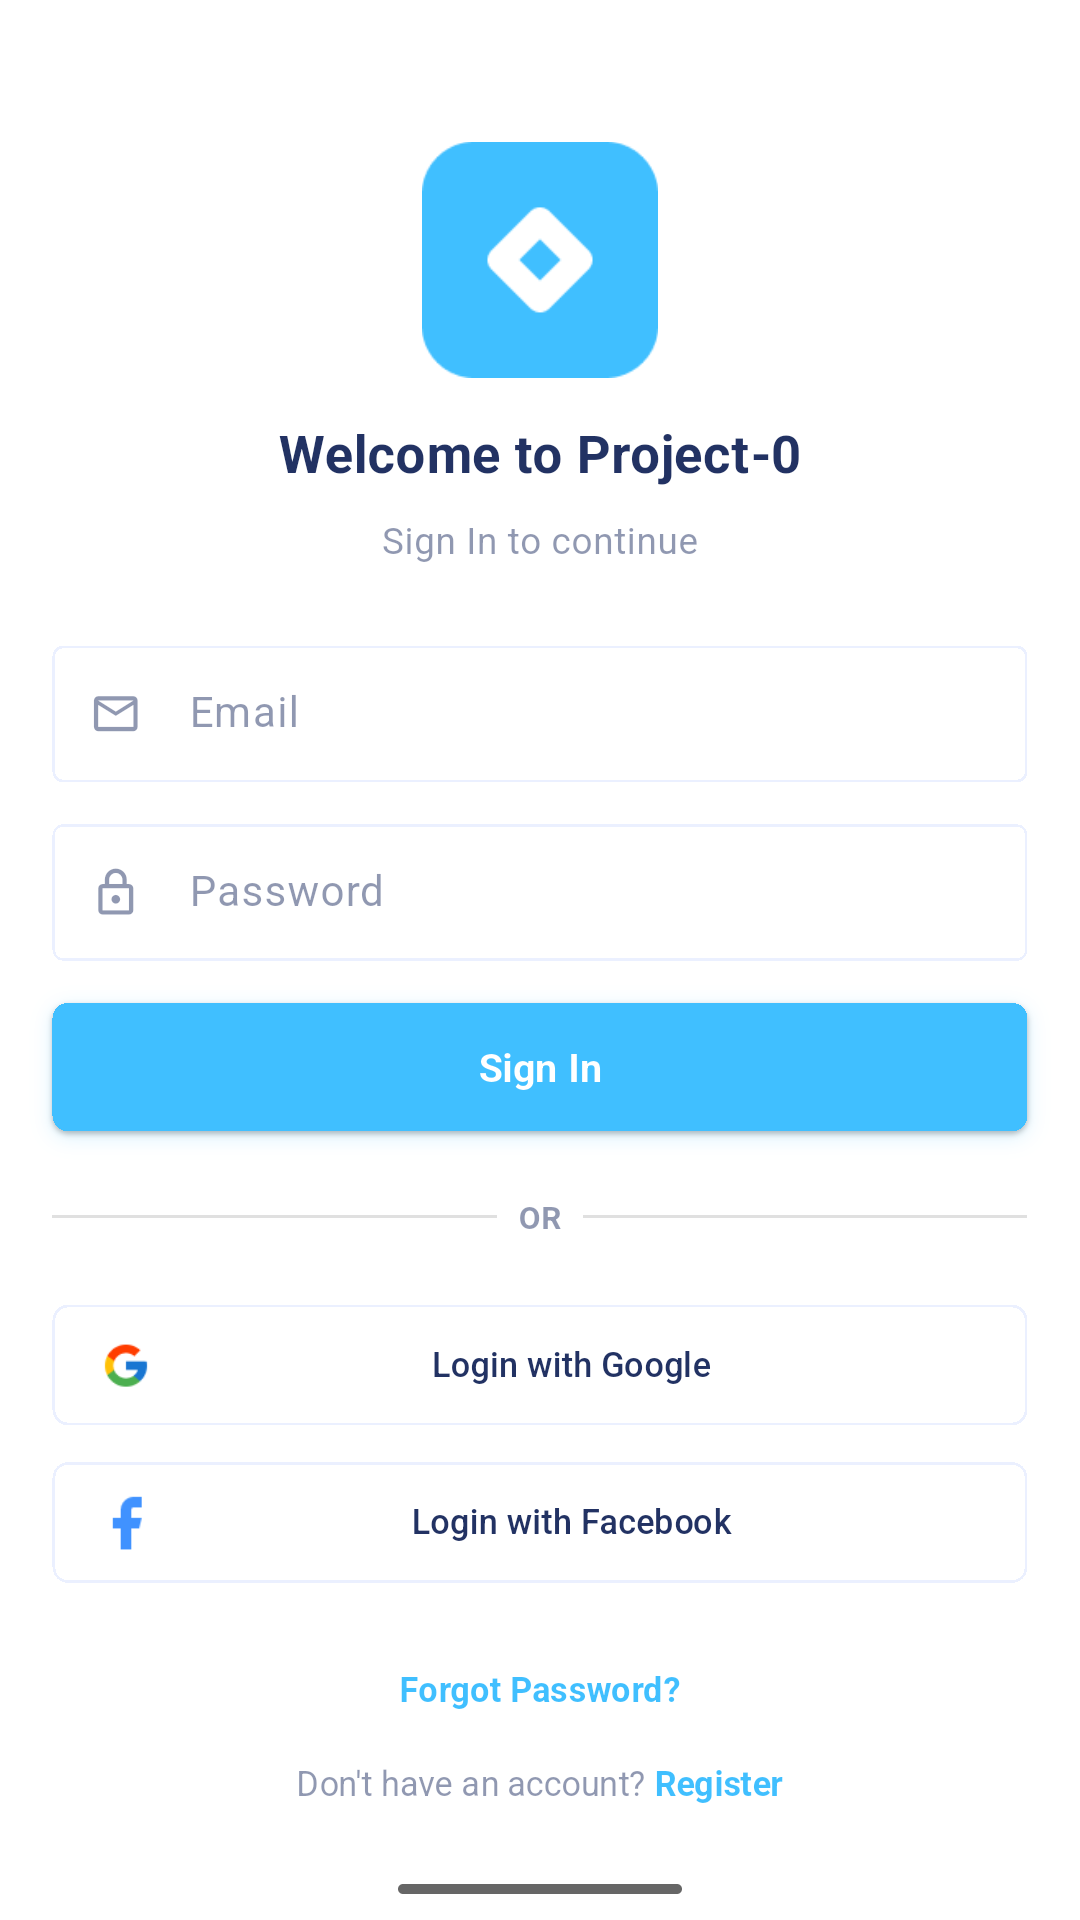 Welcome to Project-0
Sign In to continue
Email
Password
Sign In
OR
Login with Google
Login with Facebook
Forgot Password?
Don't have an account? Register